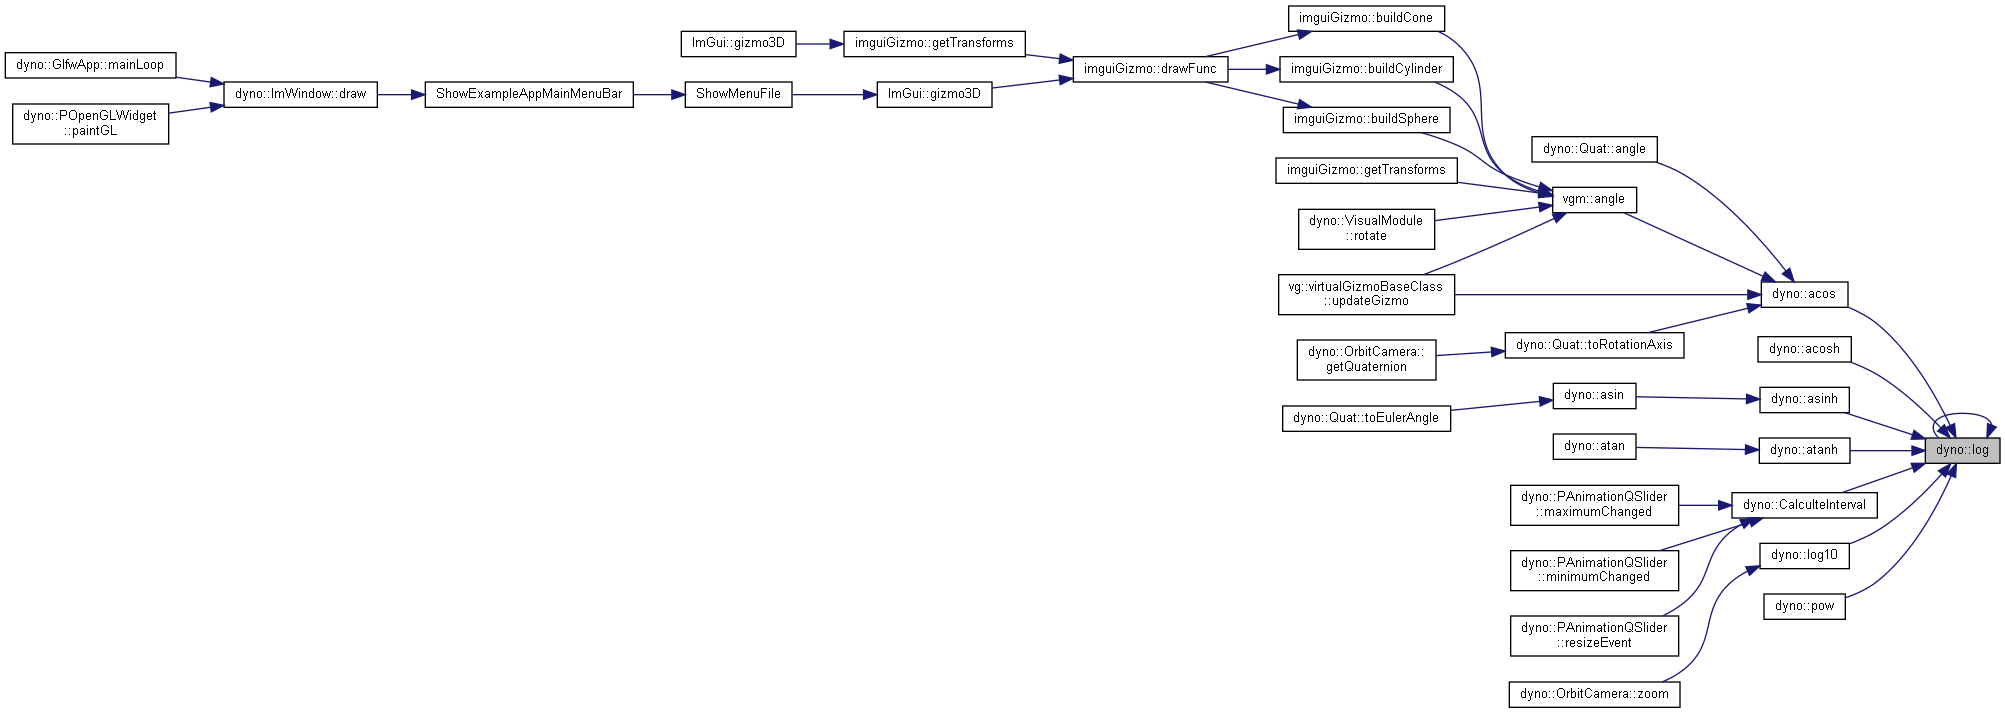 imguiGizmo::buildCone
ImGui::gizmo3D
imguiGizmo::getTransforms
dyno::GlfwApp::mainLoop
imguiGizmo::drawFunc
imguiGizmo::buildCylinder
dyno::ImWindow::draw
ShowExampleAppMainMenuBar
ShowMenuFile
ImGui::gizmo3D
dyno::POpenGLWidget
::paintGL
imguiGizmo::buildSphere
dyno::Quat::angle
imguiGizmo::getTransforms
vgm::angle
dyno::VisualModule
::rotate
vg::virtualGizmoBaseClass
::updateGizmo
dyno::acos
dyno::Quat::toRotationAxis
dyno::OrbitCamera::
getQuaternion
dyno::acosh
dyno::asin
dyno::asinh
dyno::Quat::toEulerAngle
dyno::atan
dyno::atanh
dyno::log
dyno::PAnimationQSlider
::maximumChanged
dyno::CalculteInterval
dyno::PAnimationQSlider
::minimumChanged
dyno::log10
dyno::pow
dyno::PAnimationQSlider
::resizeEvent
dyno::OrbitCamera::zoom